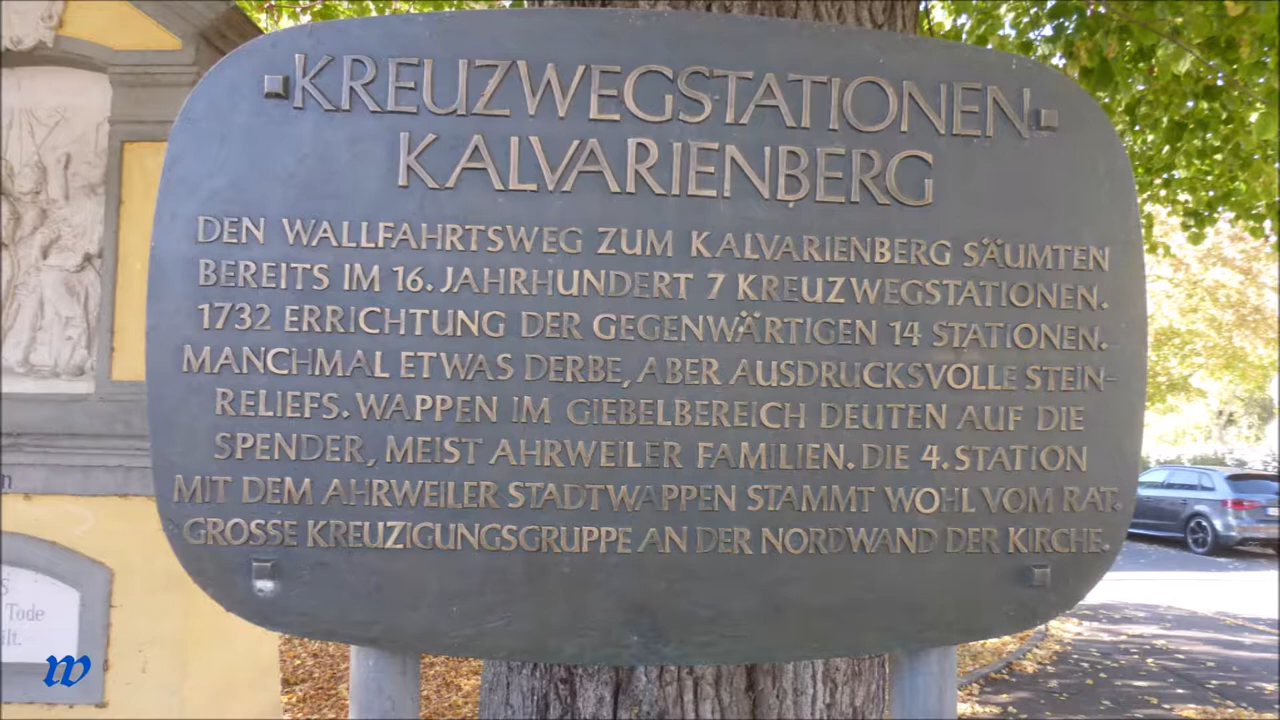 KREUZWEGSTATIONEN
KALVARIENBERG
DEN WALLFAHRTSWEG ZUM KALVARIENBERG SÄUMTEN
BEREITS IM 16. JAHRHUNDERT 7 KREUZWEGSTATIONEN.
1732 ERRICHTUNG DER GEGENWÄRTIGEN 14 STATIONEN.
MANCHMAL ETWAS DERBE, ABER AUSDRUCKSVOLLE STEIN-
RELIEFS. WAPPEN IM GIEBELBEREICH DEUTEN AUF DIE
SPENDER, MEIST AHRWEILER FAMILIEN. DIE 4. STATION
MIT DEM AHRWEILER STADTWAPPEN STAMMT WOHL VOM RAT.
GROSSE KREUZIGUNGSGRUPPE AN DER NORDWAND DER KIRCHE.
Tode
w